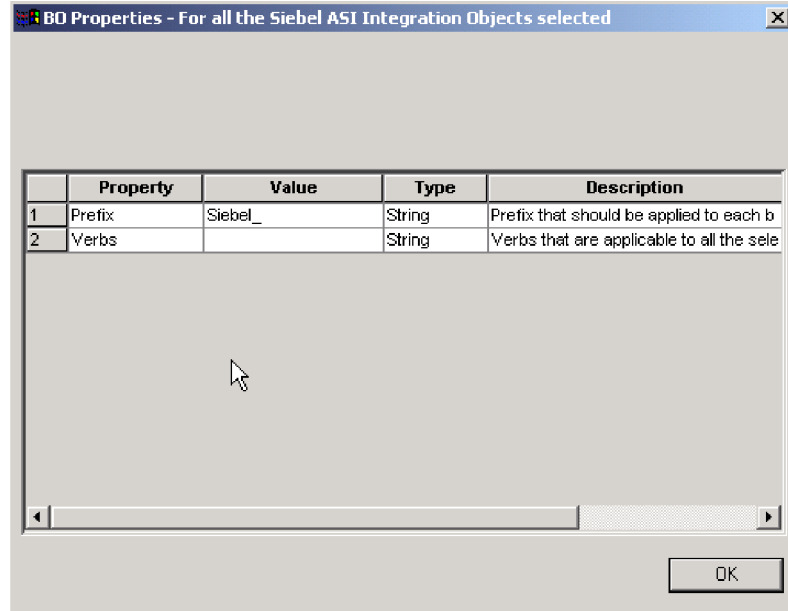 BO Properties - For all the Siebel ASI Integration Objects selected
Property Value Type Description
1 Prefix Siebel_ String Prefix that should be applied to each b
2 Verbs String Verbs that are applicable to all the sele
OK